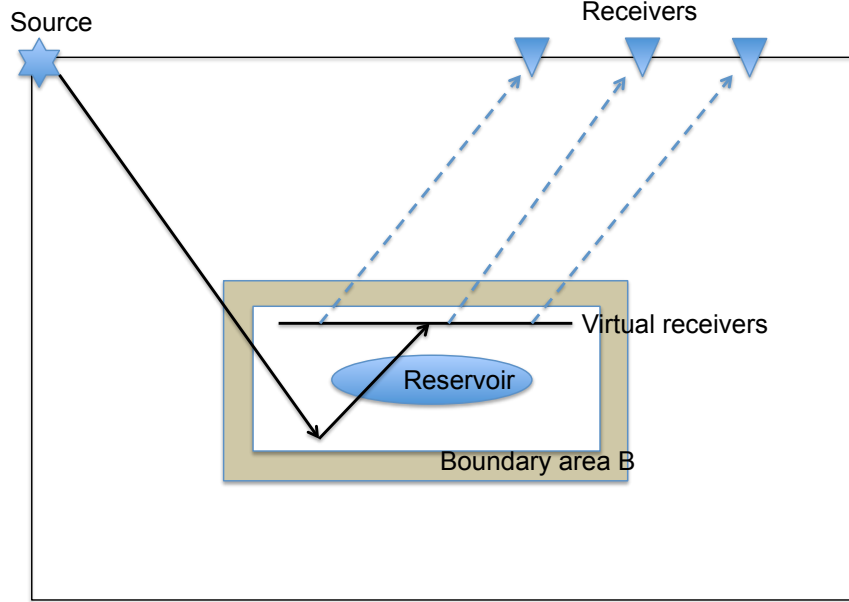 Source
Receivers
Virtual receivers
Reservoir
Boundary area B